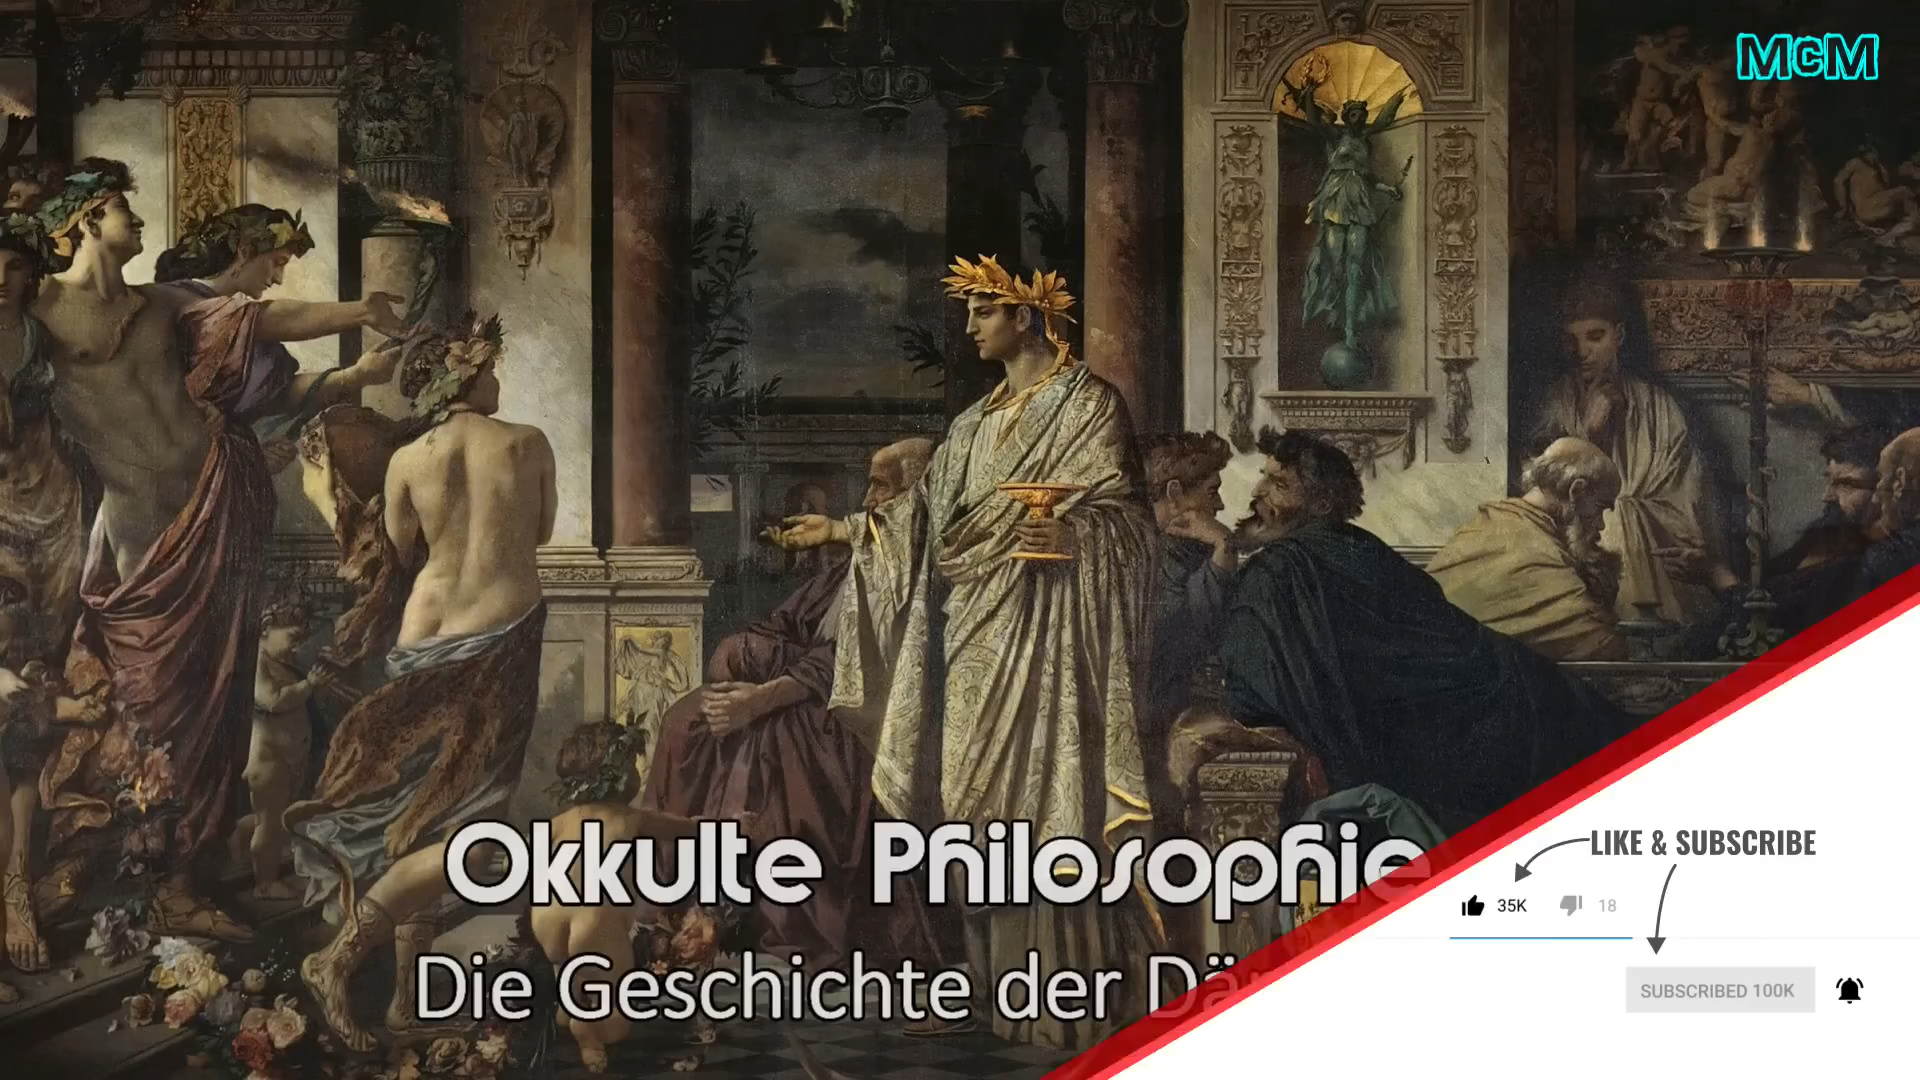 McM
Okkulte Philosophie
Die Geschichte der
LIKE & SUBSCRIBE
35K
18
SUBSCRIBED 100K